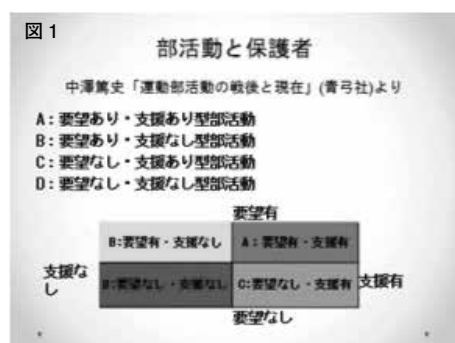 図1
部活動と保護者
中澤篤史「運動部活動の戦後と現在」(青弓社)より
A:要望あり・支援あり型部活動
B:要望あり・支援なし型部活動
C:要望なし・支援あり型部活動
D:要望なし・支援なし型部活動
要望有
B:要望有・支援なし
A:要望有・支援有
支援なし
要望なし・支援なし
C:要望なし・支援有
支援有
要望なし